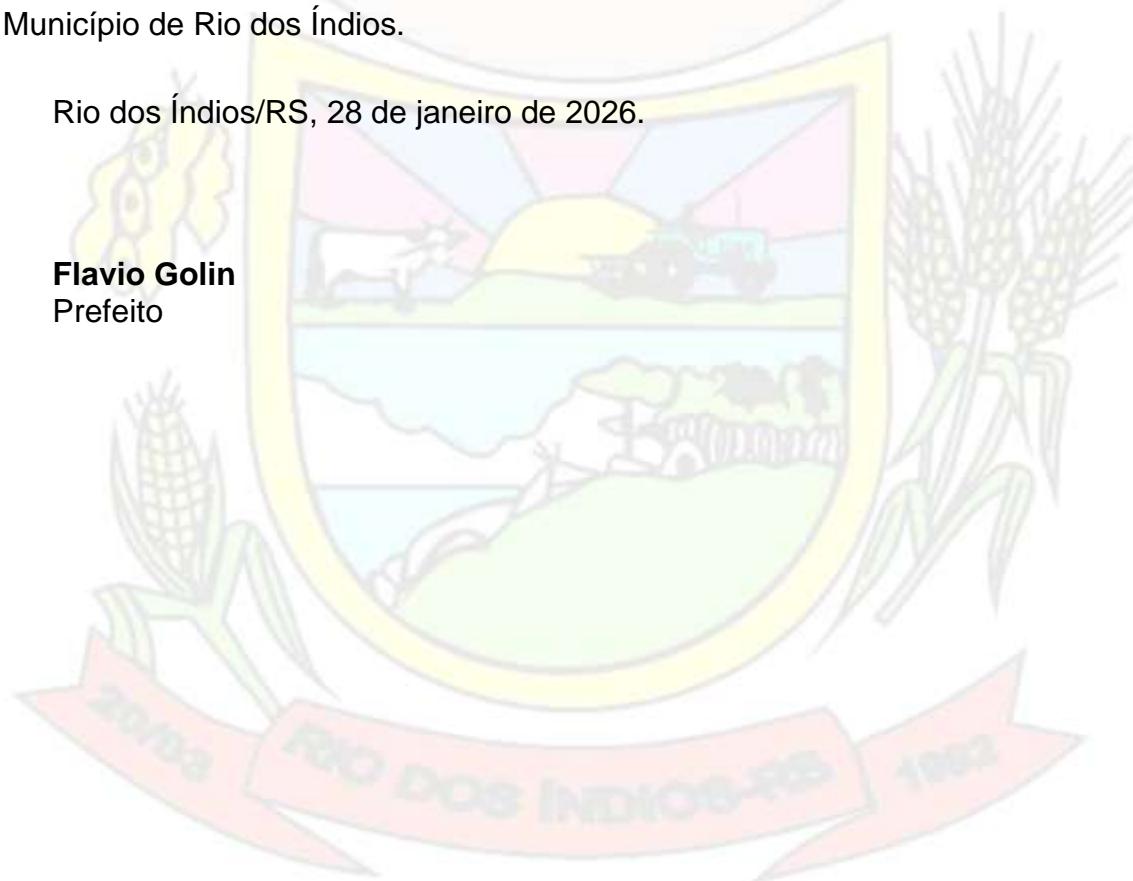 Município de Rio dos Índios.
Rio dos Índios/RS, 28 de janeiro de 2026.
Flavio Golin
Prefeito
20/03
RIO DOS ÍNDIOS-RS
1992